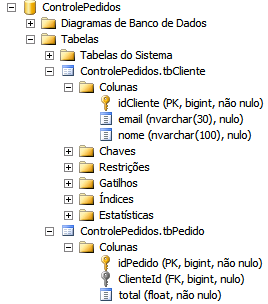 ControlePedidos
Diagramas de Banco de Dados
Tabelas
Tabelas do Sistema
ControlePedidos.tbCliente
Colunas
idCliente (PK, bigint, não nulo)
email (nvarchar(30), nulo)
nome (nvarchar(100), nulo)
Chaves
Restrições
Gatilhos
Índices
Estatísticas
ControlePedidos.tbPedido
Colunas
idPedido (PK, bigint, não nulo)
ClienteId (FK, bigint, nulo)
total (float, não nulo)